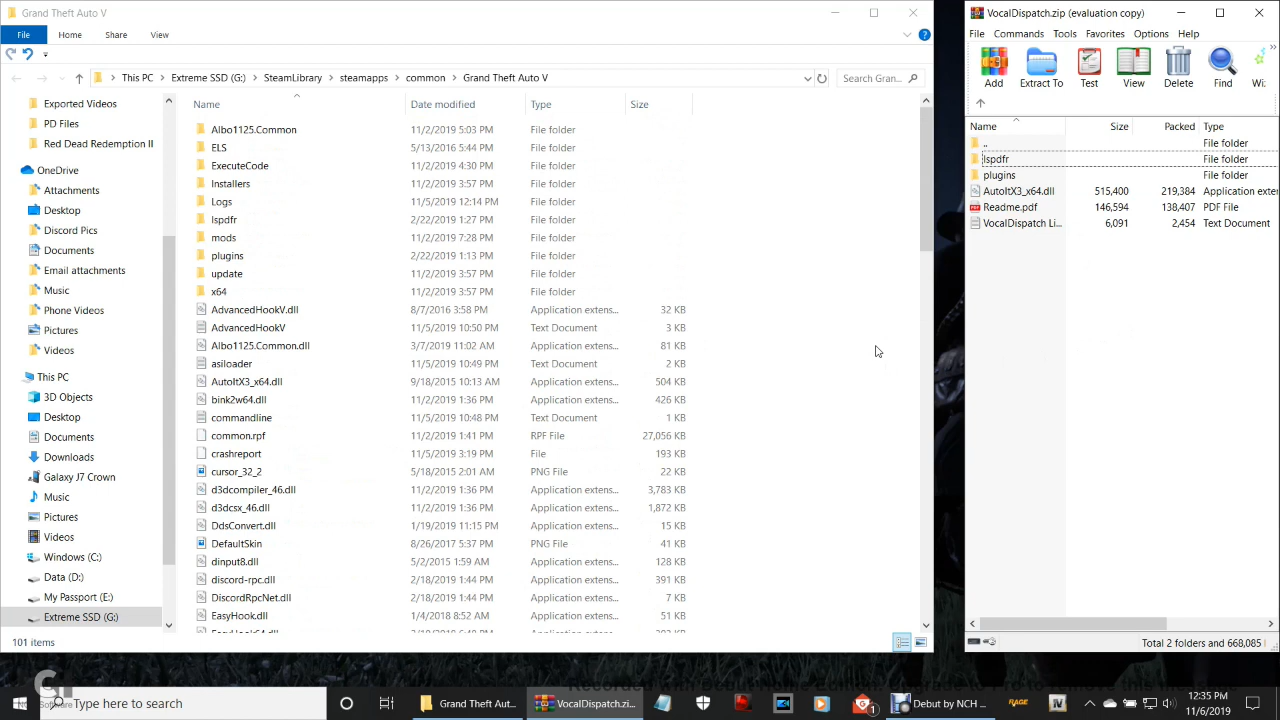 Grand Theft Auto V
File Home Share View
This PC > Extreme SSD (G:) > SteamLibrary > steamapps > common > Grand Theft Auto V
Search Gran...
Exported Videos
PD Files
Red Dead Redemption II
OneDrive
Attachments
Desktop
Discord Pics
Documents
Email attachments
Music
Phone Videos
Pictures
Videos
This PC
3D Objects
Desktop
Documents
Downloads
Galaxy J7 Crown
Music
Pictures
Videos
Windows (C:)
Data (D:)
My Passport (E:)
Extreme SSD (G:)
101 items
Name Date modified Type Size
Albo1125.Common 11/2/2019 5:03 PM File folder
ELS 5/13/2016 5:44 PM File folder
ExecuteCode 11/2/2019 4:30 PM File folder
Installers 11/2/2019 3:57 PM File folder
Logs 11/5/2019 12:14 PM File folder
lspdfr 2/22/2019 1:27 PM File folder
mods 11/2/2019 7:28 PM File folder
plugins 2/22/2019 1:13 PM File folder
update 11/2/2019 3:57 PM File folder
x64 11/2/2019 3:57 PM File folder
AdvancedHookV.dll 8/7/2016 3:58 PM Application extens... 32 KB
AdvancedHookV 11/5/2019 10:50 PM Text Document 3 KB
Albo1125.Common.dll 3/7/2019 11:02 AM Application extens... 81 KB
asiloader 11/5/2019 10:49 PM Text Document 2 KB
AutoItX3_x64.dll 9/18/2015 10:13 AM Application extens... 504 KB
bink2w64.dll 11/2/2019 1:36 PM Application extens... 426 KB
commandline 11/5/2019 10:48 PM Text Document 1 KB
common.rpf 11/2/2019 1:41 PM RPF File 27,056 KB
crashreport 11/5/2019 3:19 PM File 193 KB
cursor_32_2 5/18/2015 2:01 AM PNG File 22 KB
d3dcompiler_46.dll 11/2/2019 1:36 PM Application extens... 3,783 KB
d3dcsx_46.dll 11/2/2019 1:36 PM Application extens... 1,872 KB
DdsConvert.dll 1/19/2019 11:15 PM Application extens... 15 KB
DefaultSkin 8/26/2017 5:37 PM PNG File 41 KB
dinput8.dll 5/2/2015 1:59 AM Application extens... 128 KB
discord-rpc.dll 2/18/2019 1:44 PM Application extens... 391 KB
DiscordRpcNet.dll 2/18/2019 1:44 PM Application extens... 7 KB
EasyHook.dll 1/4/2018 8:52 AM Application extens... 51 KB
VocalDispatch.zip (evaluation copy)
File Commands Tools Favorites Options Help
Add Extract To Test View Delete Find Wi:
Name Size Packed Type
.. File folder
lspdfr File folder
plugins File folder
AutoItX3_x64.dll 515,400 219,384 Application exte
Readme.pdf 146,594 138,407 PDF File
VocalDispatch Li... 6,091 2,454 Text Document
Total 2 folders and 668,085
Type here to search
Grand Theft Aut...
VocalDispatch.zi...
1
Debut by NCH ...
RAGE
IV
12:35 PM
11/6/2019